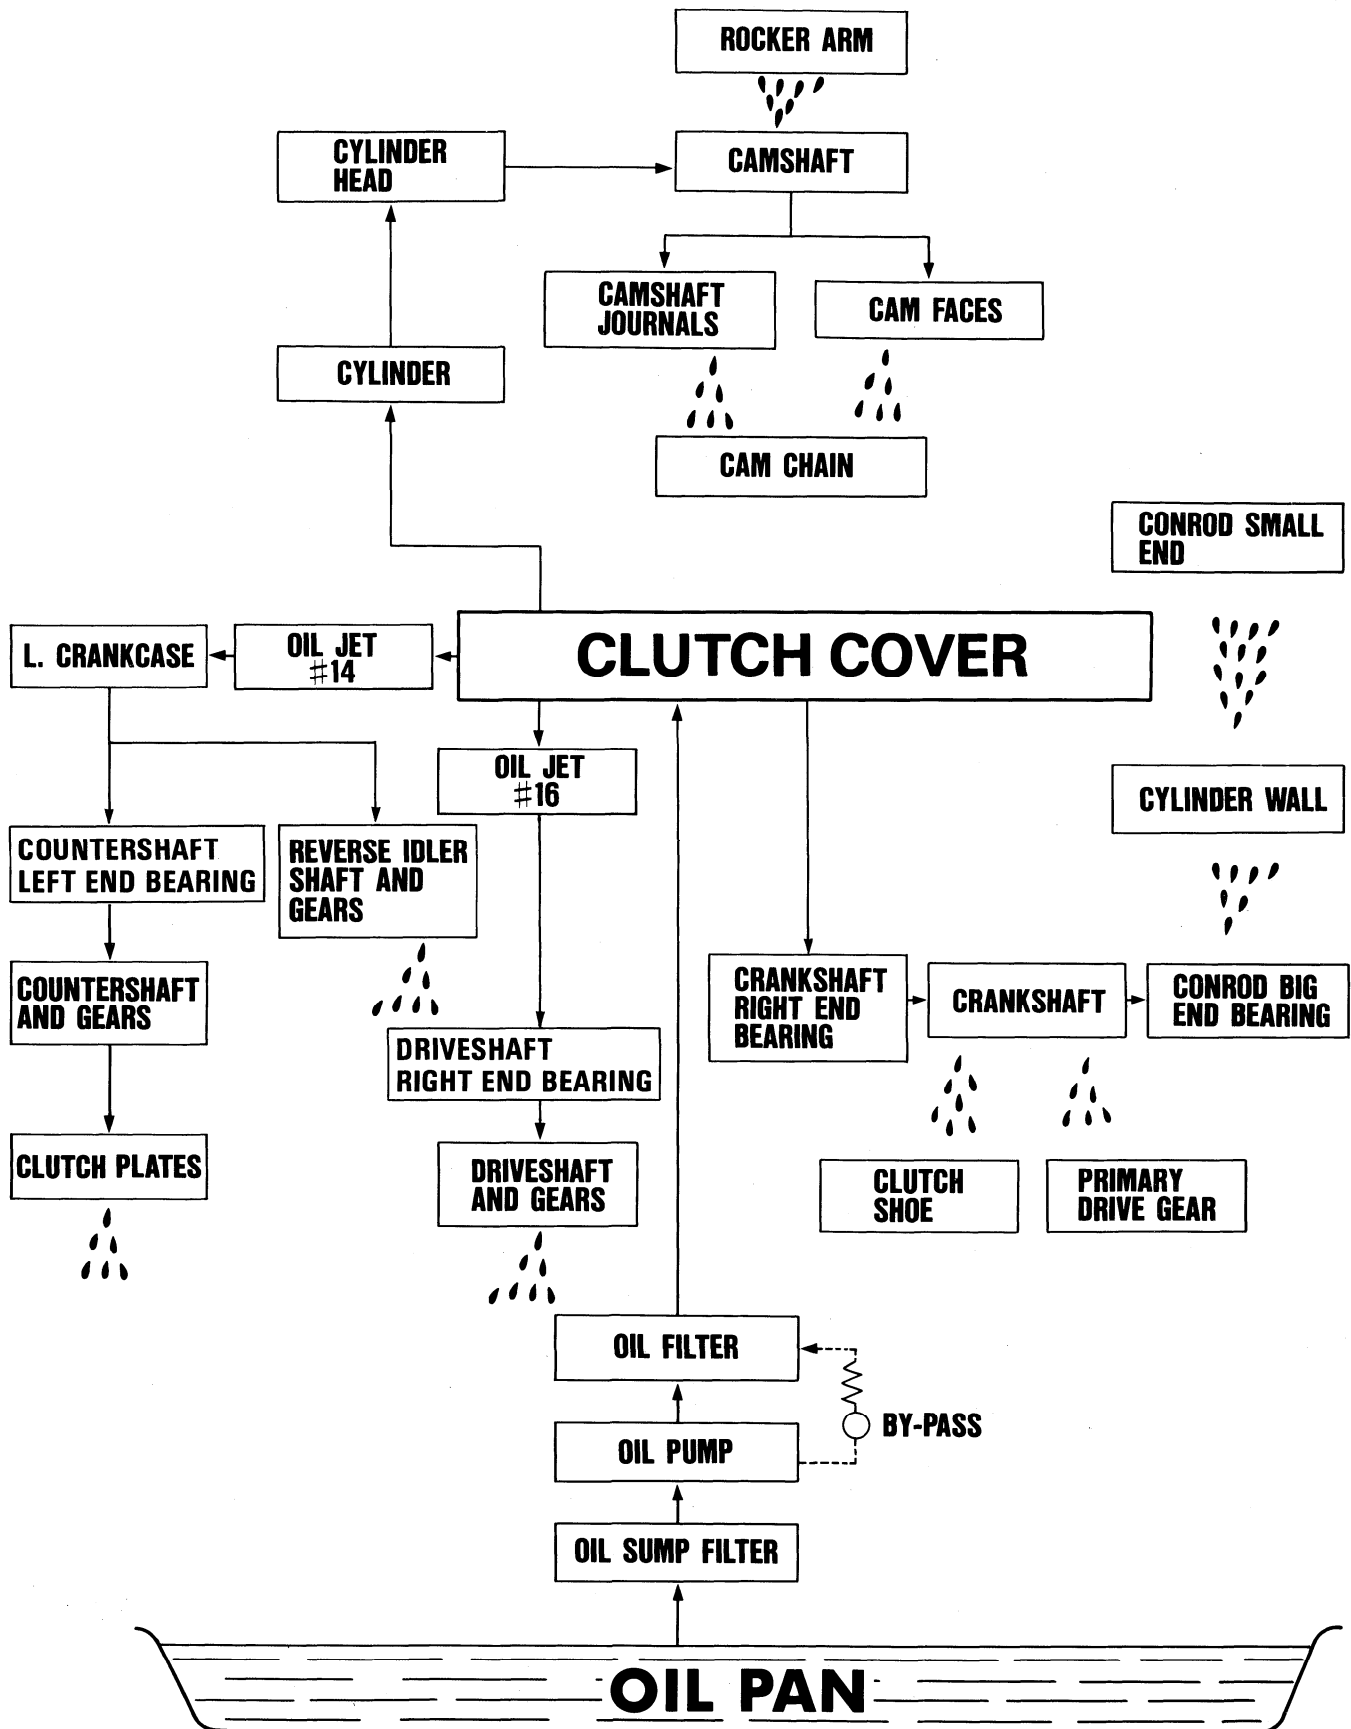 ROCKER ARM
CYLINDER
HEAD
CAMSHAFT
CAMSHAFT
JOURNALS
CAM FACES
CYLINDER
CAM CHAIN
CONROD SMALL
END
L. CRANKCASE
OIL JET
#14
CLUTCH COVER
OIL JET
#16
CYLINDER WALL
COUNTERSHAFT
LEFT END BEARING
REVERSE IDLER
SHAFT AND
GEARS
COUNTERSHAFT
AND GEARS
CRANKSHAFT
RIGHT END
BEARING
CRANKSHAFT
CONROD BIG
END BEARING
DRIVESHAFT
RIGHT END BEARING
CLUTCH PLATES
DRIVESHAFT
AND GEARS
CLUTCH
SHOE
PRIMARY
DRIVE GEAR
OIL FILTER
BY-PASS
OIL PUMP
OIL SUMP FILTER
OIL PAN